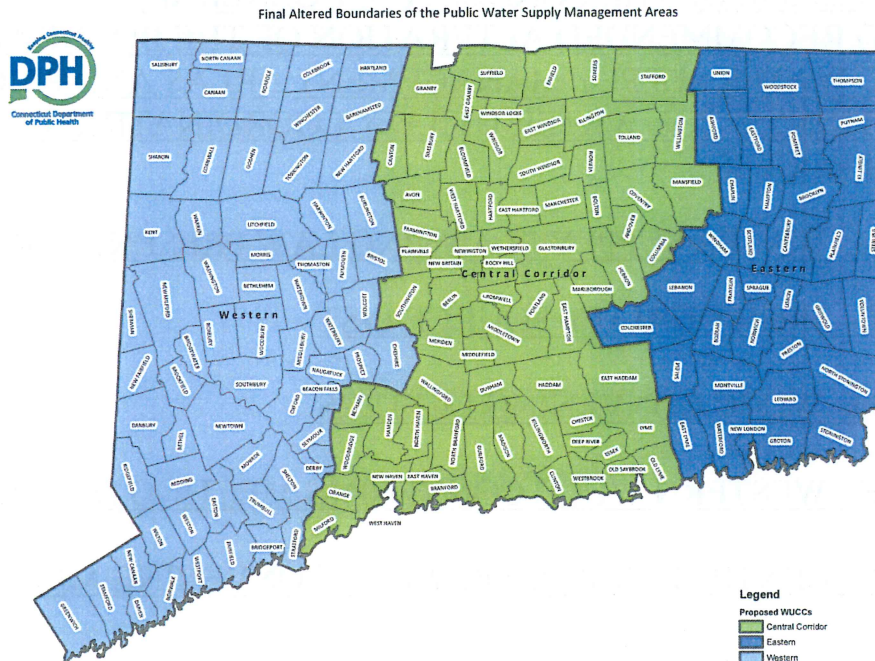 Final Altered Boundaries of the Public Water Supply Management Areas
Keeping Connecticut Healthy
DPH
Connecticut Department
of Public Health
SALISBURY
NORTH CANAAN
CANAAN
NORFOLK
COLEBROOK
HARTLAND
WINCHESTER
BARKHAMSTED
SHARON
CORNWALL
GOSHEN
TORRINGTON
NEW HARTFORD
KENT
WARREN
LITCHFIELD
HARWINTON
BURLINGTON
MORRIS
WASHINGTON
BETHLEHEM
THOMASTON
PLYMOUTH
BRISTOL
WATERTOWN
WOLCOTT
NEW MILFORD
SHERMAN
Western
ROXBURY
WOODBURY
MIDDLEBURY
WATERBURY
PROSPECT
CHESHIRE
BRIDGEWATER
NEW FAIRFIELD
BROOKFIELD
NAUGATUCK
SOUTHBURY
BEACON FALLS
OXFORD
DANBURY
BETHEL
NEWTOWN
SEYMOUR
MONROE
DERBY
RIDGEFIELD
REDDING
SHELTON
EASTON
TRUMBULL
WILTON
WESTON
BRIDGEPORT
STRATFORD
NEW CANAAN
WESTPORT
FAIRFIELD
NORWALK
DARIEN
STAMFORD
GREENWICH
GRANBY
SUFFIELD
ENFIELD
SOMERS
STAFFORD
EAST GRANBY
WINDSOR LOCKS
EAST WINDSOR
ELLINGTON
TOLLAND
WILLINGTON
CANTON
BLOOMFIELD
WINDSOR
SOUTH WINDSOR
VERNON
MANSFIELD
AVON
WEST HARTFORD
HARTFORD
EAST HARTFORD
MANCHESTER
BOLTON
COVENTRY
ANDOVER
COLUMBIA
FARMINGTON
PLAINVILLE
NEWINGTON
WETHERSFIELD
GLASTONBURY
NEW BRITAIN
ROCKY HILL
HEBRON
Central Corridor
SOUTHINGTON
BERLIN
CROMWELL
PORTLAND
MARLBOROUGH
EAST HAMPTON
MERIDEN
MIDDLETOWN
MIDDLEFIELD
WALLINGFORD
DURHAM
HADDAM
EAST HADDAM
BETHANY
HAMDEN
NORTH HAVEN
WOODBRIDGE
NORTH BRANFORD
GUILFORD
MADISON
KILLINGWORTH
CHESTER
DEEP RIVER
ESSEX
LYME
NEW HAVEN
EAST HAVEN
BRANFORD
CLINTON
WESTBROOK
OLD SAYBROOK
OLD LYME
ORANGE
MILFORD
WEST HAVEN
UNION
WOODSTOCK
THOMPSON
PUTNAM
ASHFORD
EASTFORD
POMFRET
KILLINGLY
CHAPLIN
HAMPTON
BROOKLYN
WINDHAM
SCOTLAND
CANTERBURY
PLAINFIELD
Eastern
LEBANON
FRANKLIN
SPRAGUE
LISBON
GRISWOLD
VOLUNTOWN
COLCHESTER
BOZRAH
NORWICH
PRESTON
SALEM
MONTVILLE
NORTH STONINGTON
LEDYARD
EAST LYME
WATERFORD
NEW LONDON
GROTON
STONINGTON
Legend
Proposed WUCCs
Central Corridor
Eastern
Western